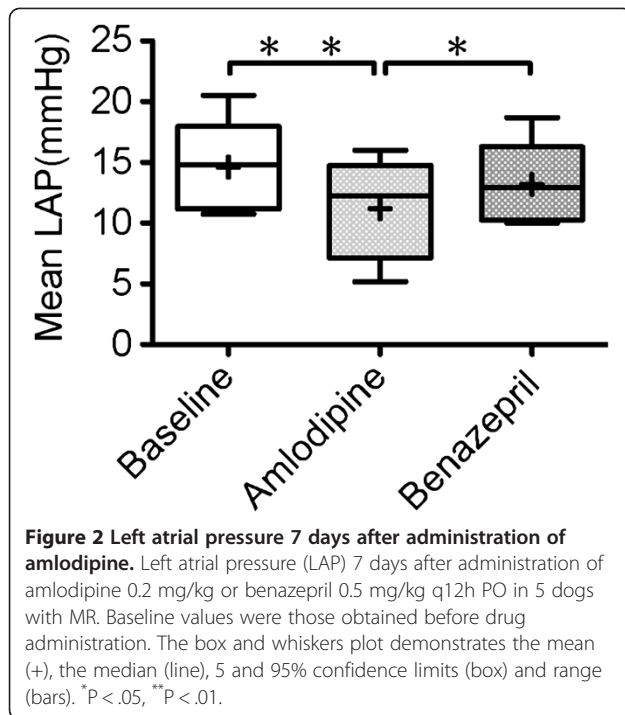 * * *
25
20
15
10
5
0
Mean LAP(mmHg)
Baseline
Amlodipine
Benazepril
Figure 2 Left atrial pressure 7 days after administration of
amlodipine. Left atrial pressure (LAP) 7 days after administration of
amlodipine 0.2 mg/kg or benazepril 0.5 mg/kg q12h PO in 5 dogs
with MR. Baseline values were those obtained before drug
administration. The box and whiskers plot demonstrates the mean
(+), the median (line), 5 and 95% confidence limits (box) and range
(bars). *P < .05, **P < .01.